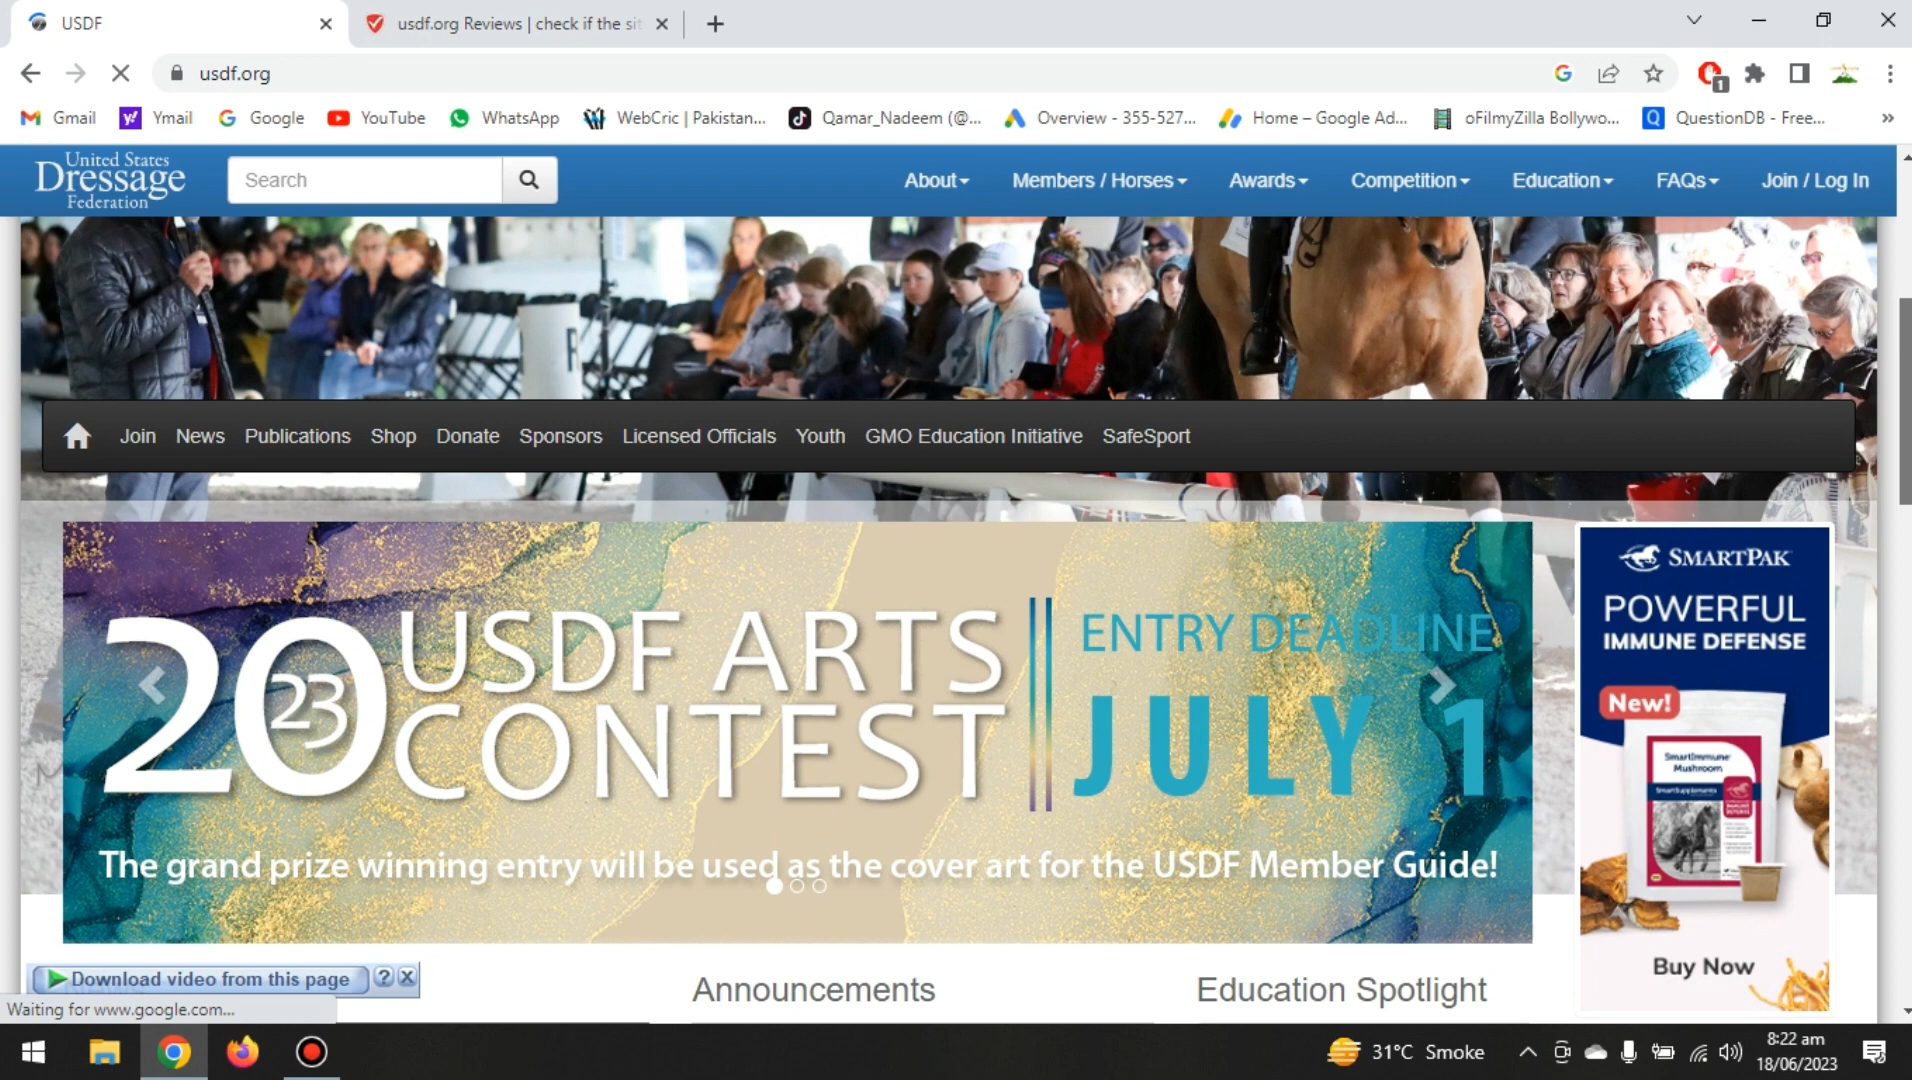 USDF
usdf.org Reviews | check if the sit
usdf.org
1
Gmail
Ymail
Google
YouTube
WhatsApp
WebCric | Pakistan...
Qamar_Nadeem (@...
Overview - 355-527...
Home – Google Ad...
oFilmyZilla Bollywo...
QuestionDB - Free...
»
United States
Dressage
Federation
Search
About
Members / Horses
Awards
Competition
Education
FAQs
Join / Log In
Join
News
Publications
Shop
Donate
Sponsors
Licensed Officials
Youth
GMO Education Initiative
SafeSport
2023
USDF ARTS
CONTEST
ENTRY DEADLINE
JULY 1
The grand prize winning entry will be used as the cover art for the USDF Member Guide!
SMARTPAK
POWERFUL
IMMUNE DEFENSE
New!
SmartImmune
Mushroom
SmartSupplements
Buy Now
Download video from this page
?
Announcements
Education Spotlight
Waiting for www.google.com...
31°C Smoke
8:22 am
18/06/2023